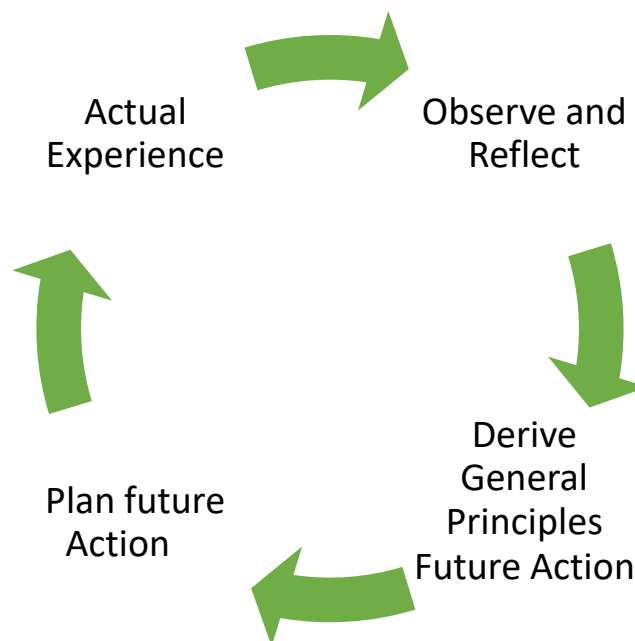 Actual
Experience
Observe and
Reflect
Derive
General
Principles
Future Action
Plan future
Action